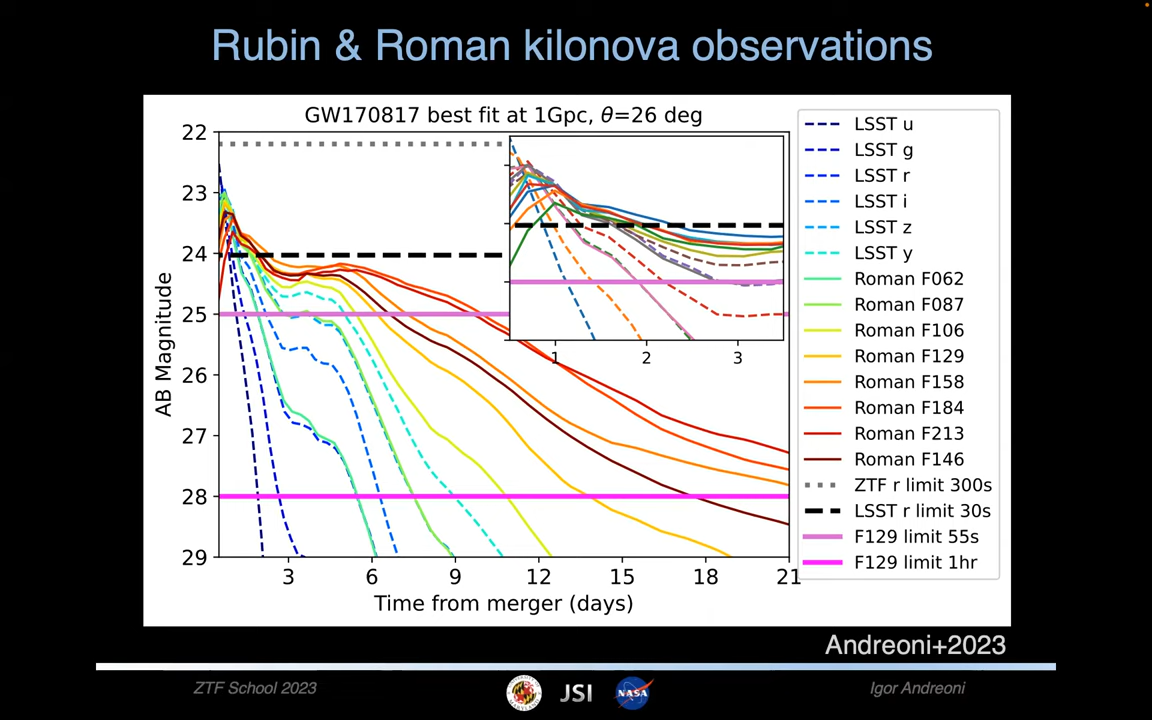 Rubin & Roman kilonova observations
GW170817 best fit at 1Gpc, θ=26 deg
22
23
24
25
26
27
28
29
AB Magnitude
3
6
9
12
15
18
21
Time from merger (days)
1
2
3
LSST u
LSST g
LSST r
LSST i
LSST z
LSST y
Roman F062
Roman F087
Roman F106
Roman F129
Roman F158
Roman F184
Roman F213
Roman F146
ZTF r limit 300s
LSST r limit 30s
F129 limit 55s
F129 limit 1hr
Andreoni+2023
ZTF School 2023
JSI
NASA
Igor Andreoni